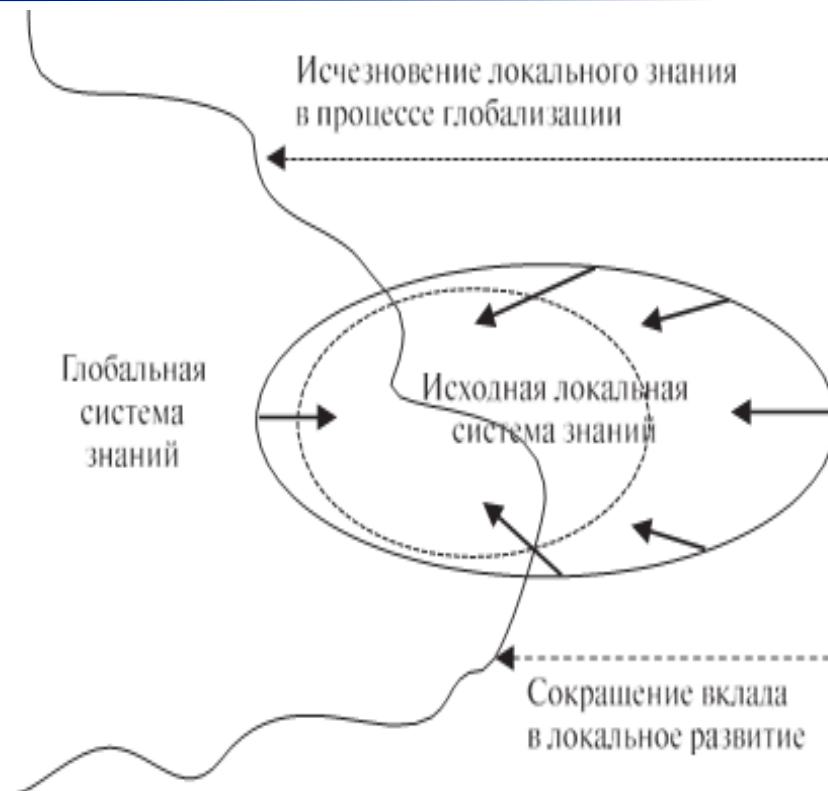 Исчезновение локального знания
в процессе глобализации
Глобальная
система
знаний
Исходная локальная
система знаний
Сокращение вклада
в локальное развитие